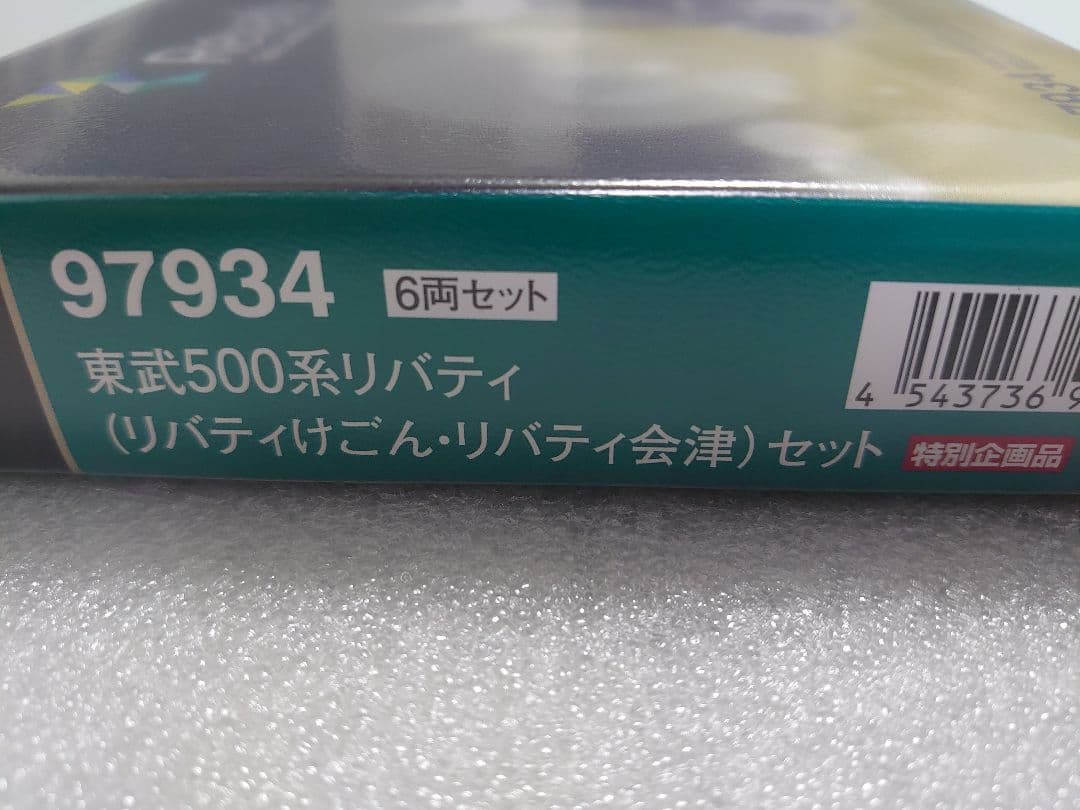 97934 6両セット
東武500系リバティ
(リバティけごん・リバティ会津)セット 特別企画品
4 543736 9